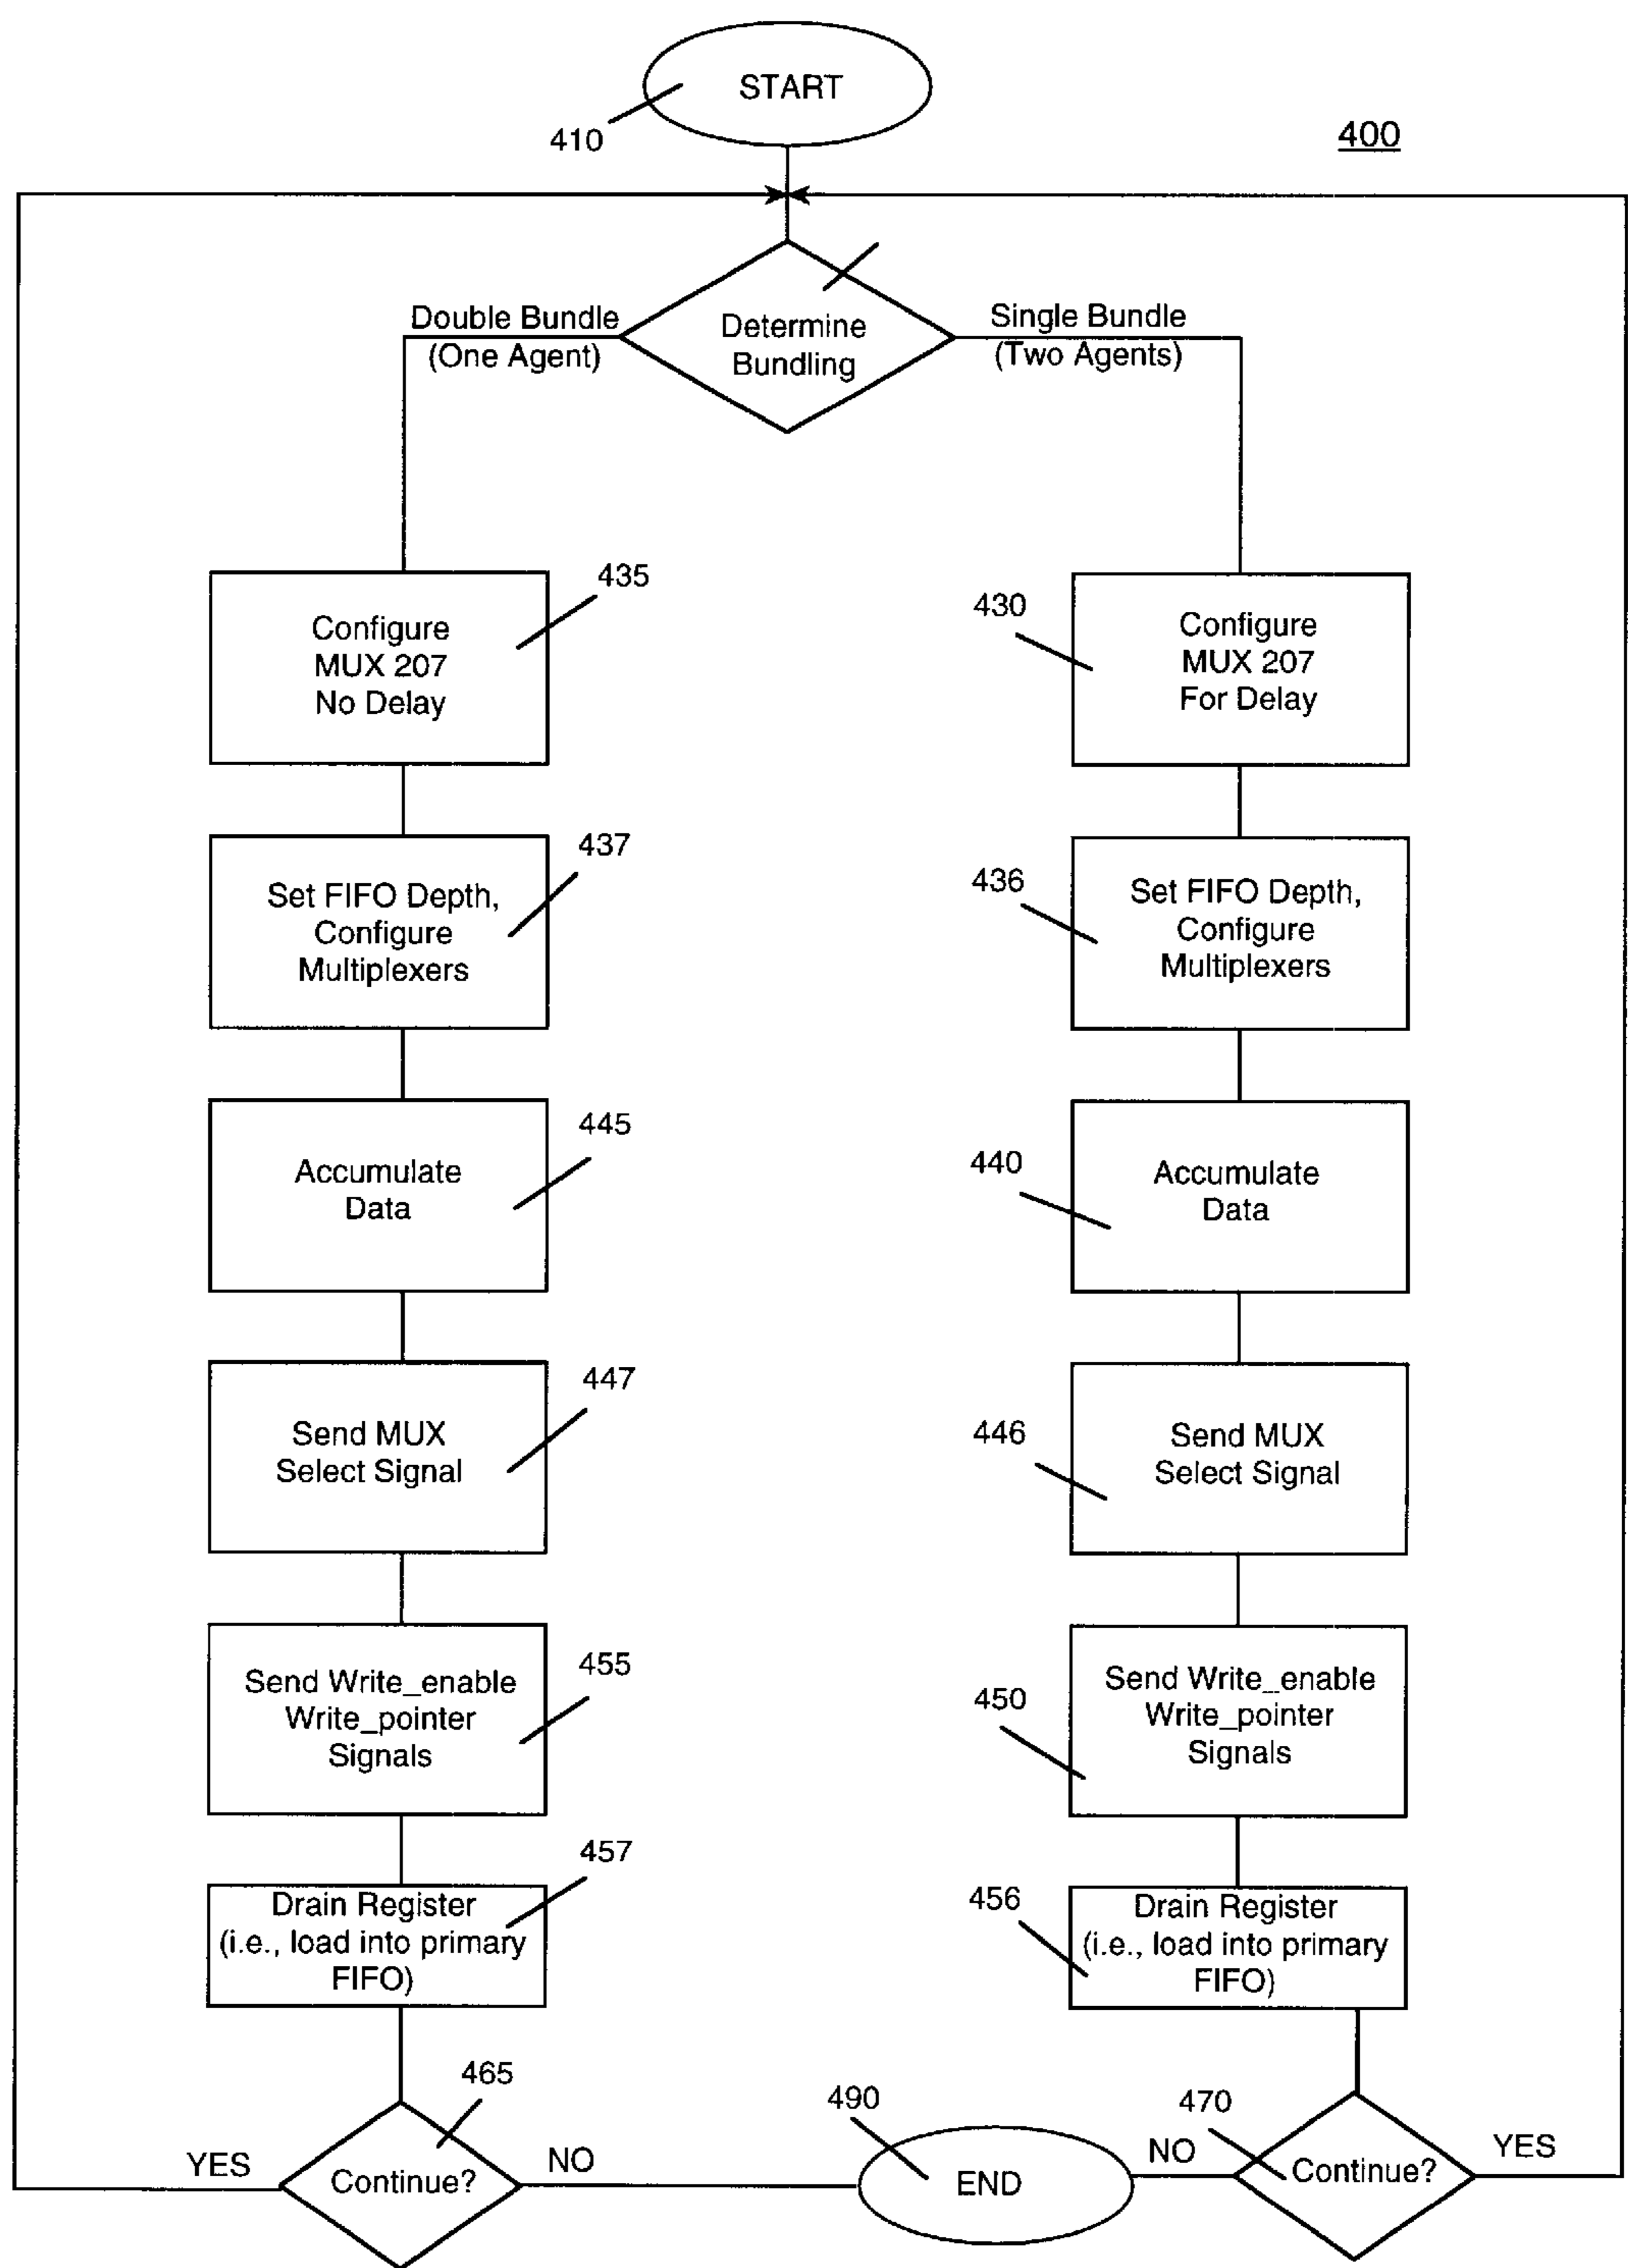 START
410
400
Double Bundle
(One Agent)
Determine
Bundling
Single Bundle
(Two Agents)
435
Configure
MUX 207
No Delay
430
Configure
MUX 207
For Delay
437
Set FIFO Depth,
Configure
Multiplexers
436
Set FIFO Depth,
Configure
Multiplexers
445
Accumulate
Data
440
Accumulate
Data
447
Send MUX
Select Signal
446
Send MUX
Select Signal
455
Send Write_enable
Write_pointer
Signals
450
Send Write_enable
Write_pointer
Signals
457
Drain Register
(i.e., load into primary
FIFO)
456
Drain Register
(i.e., load into primary
FIFO)
465
YES
Continue?
NO
490
END
470
NO
Continue?
YES